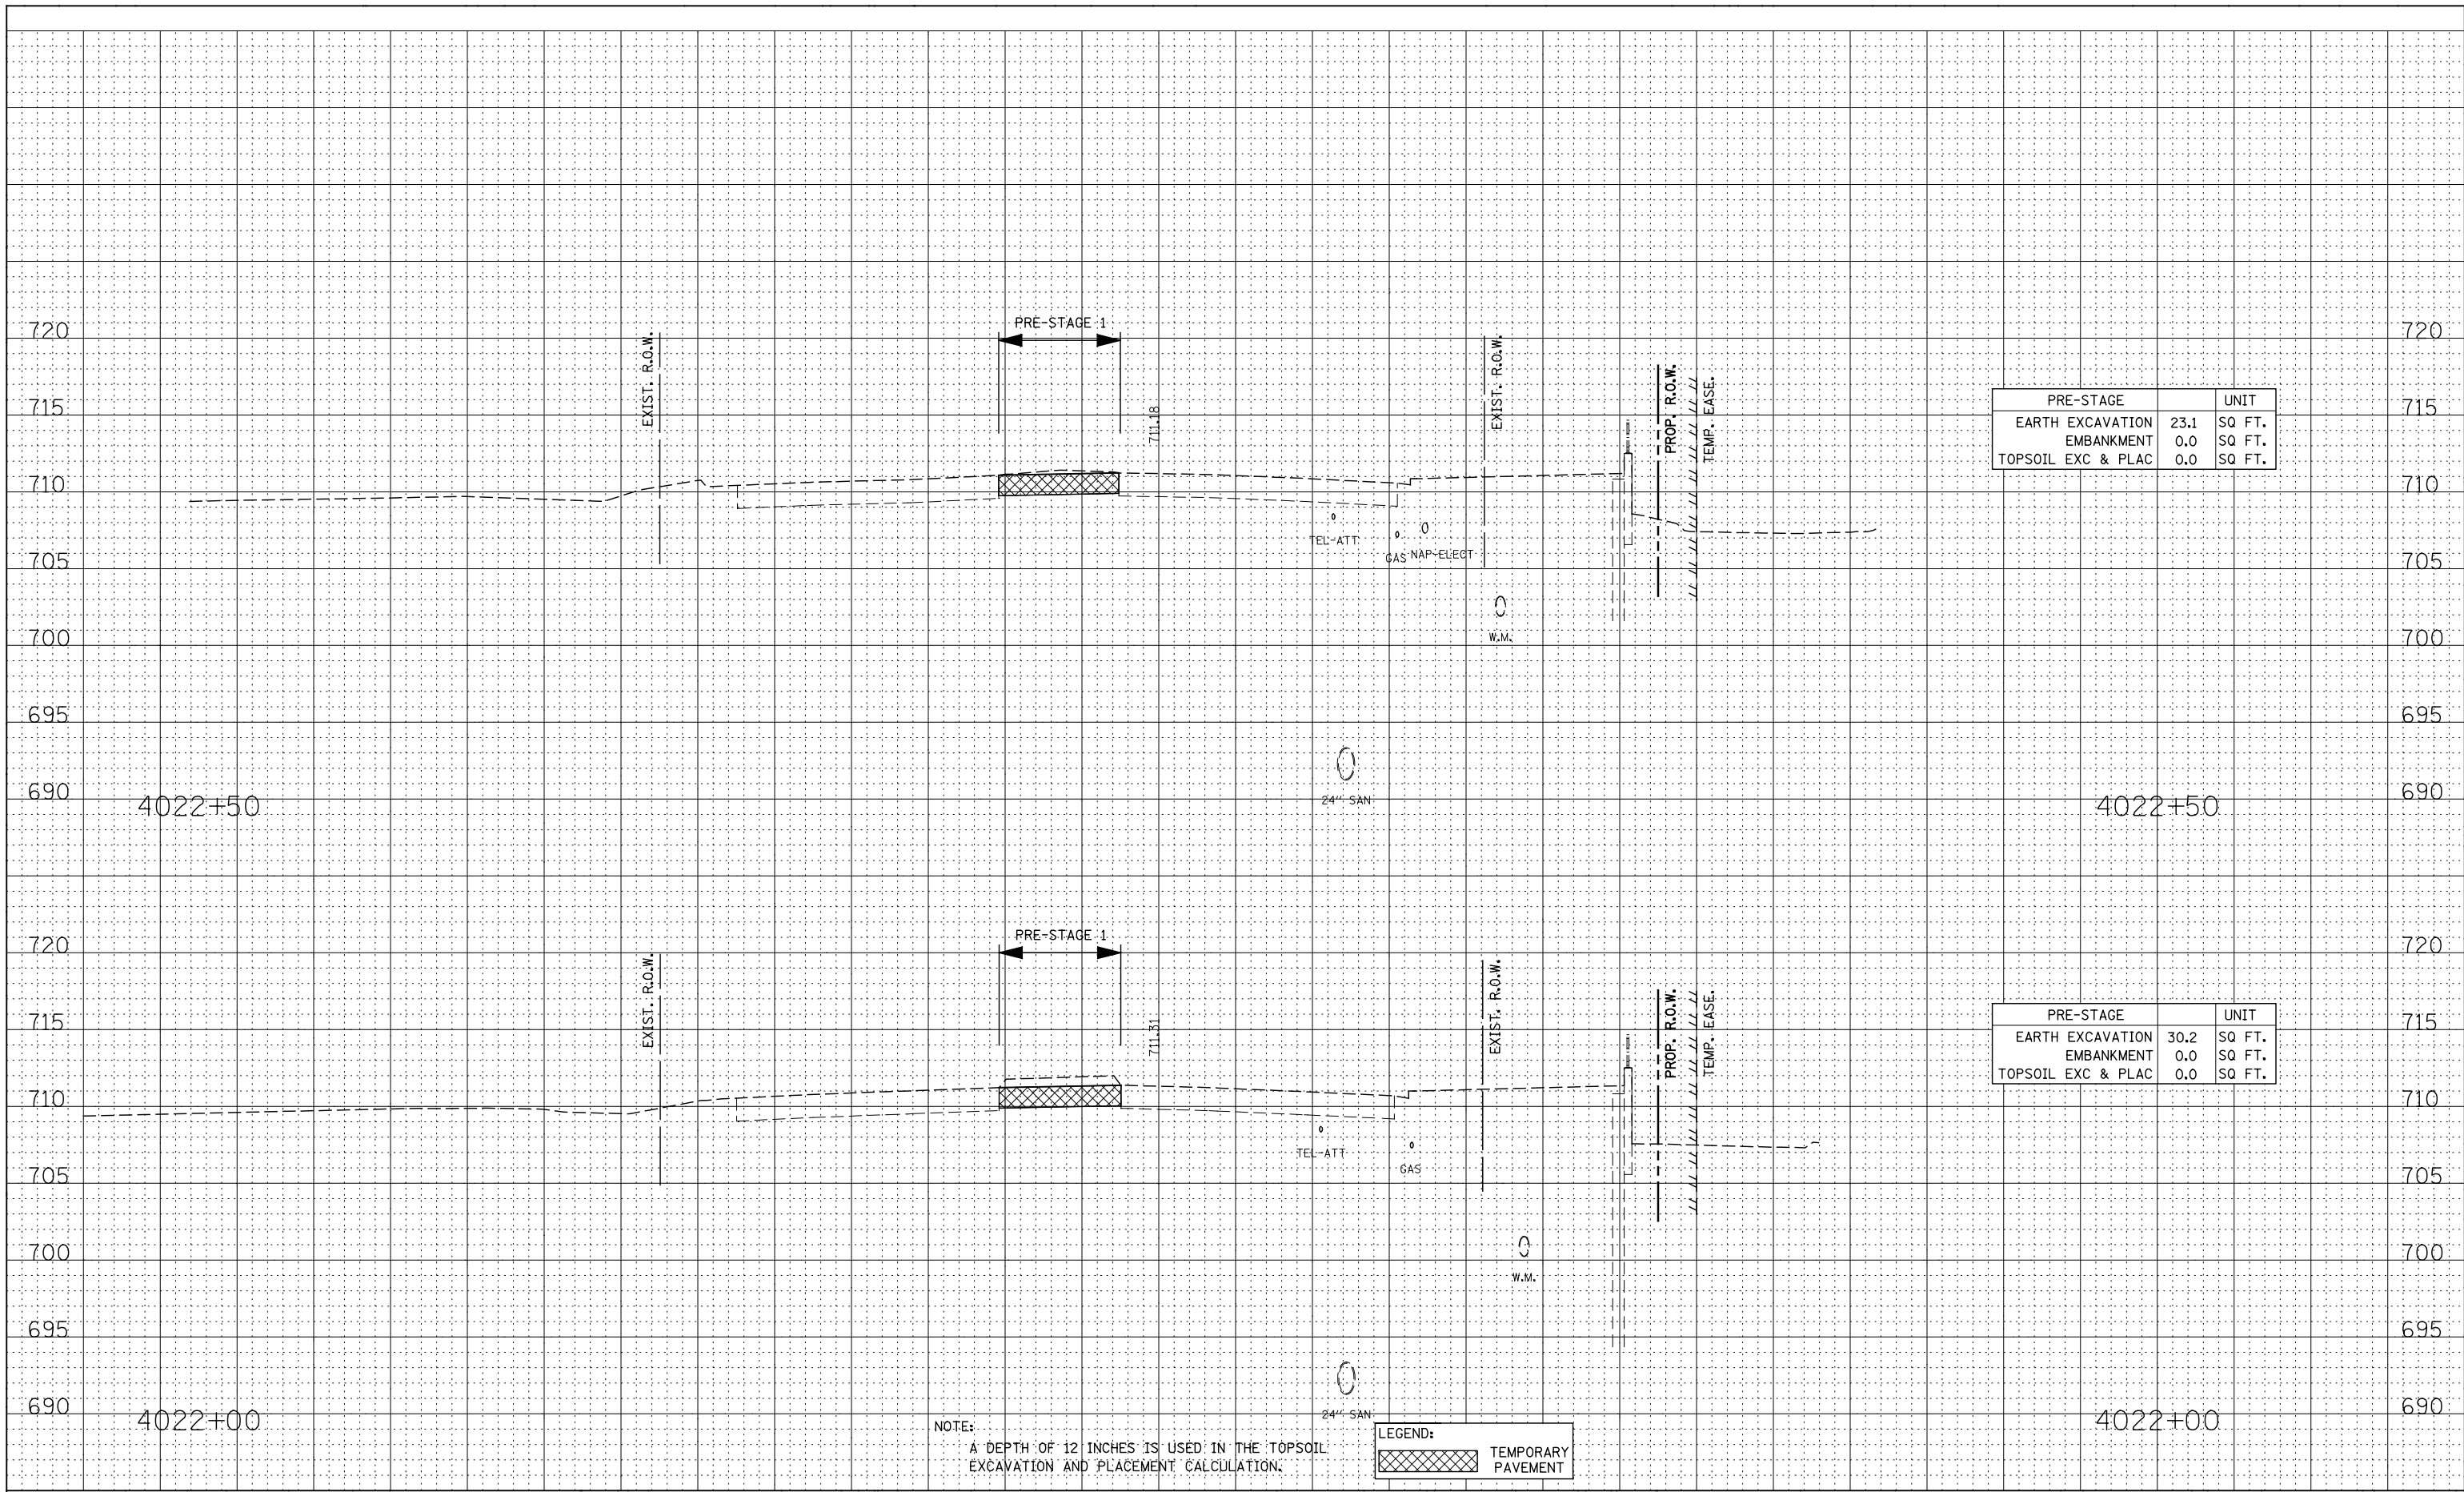 720 PRE-STAGE 1 720
EXIST. R.O.W.
EXIST. R.O.W.
PROP. R.O.W.
TEMP. EASE.
711.18
715 715
PRE-STAGE UNIT
EARTH EXCAVATION 23.1 SQ FT.
EMBANKMENT 0.0 SQ FT.
TOPSOIL EXC & PLAC 0.0 SQ FT.
710 710
TEL-ATT
GAS NAP-ELECT
705 705
W.M.
700 700
695 695
690 690
24" SAN
4022+50 4022+50
720 PRE-STAGE 1 720
EXIST. R.O.W.
EXIST. R.O.W.
PROP. R.O.W.
TEMP. EASE.
711.31
715 715
PRE-STAGE UNIT
EARTH EXCAVATION 30.2 SQ FT.
EMBANKMENT 0.0 SQ FT.
TOPSOIL EXC & PLAC 0.0 SQ FT.
710 710
TEL-ATT
GAS
705 705
700 700
W.M.
695 695
690 690
24" SAN
4022+00 4022+00
NOTE:
A DEPTH OF 12 INCHES IS USED IN THE TOPSOIL
EXCAVATION AND PLACEMENT CALCULATION.
LEGEND:
TEMPORARY
PAVEMENT